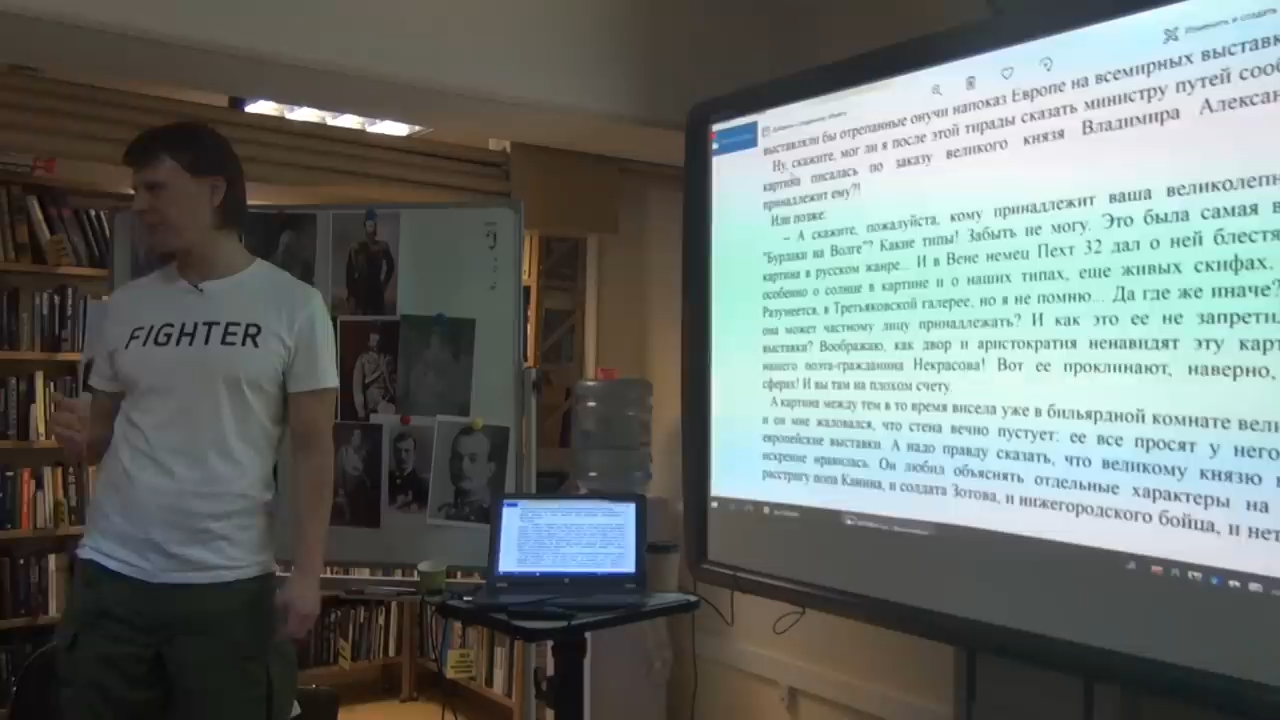 FIGHTER
Изменить и создать
выставляли бы отрепанные онучи напоказ Европе на всемирных выставк
Ну, скажите, мог ли я после этой тирады сказать министру путей сооб
картина писалась по заказу великого князя Владимира Алексан
принадлежит ему?!
Или позже:
– А скажите, пожалуйста, кому принадлежит ваша великолепн
"Бурлаки на Волге"? Какие типы! Забыть не могу. Это была самая в
картина в русском жанре... И в Вене немец Пехт 32 дал о ней блестя
особенно о солнце в картине и о наших типах, еще живых скифах.
Разумеется, в Третьяковской галерее, но я не помню... Да где же иначе?
она может частному лицу принадлежать? И как это ее не запретил
выставки? Воображаю, как двор и аристократия ненавидят эту карт
нашего поэта-гражданина Некрасова! Вот ее проклинают, наверно,
сферах! И вы там на плохом счету.
А картина между тем в то время висела уже в бильярдной комнате вели
и он мне жаловался, что стена вечно пустует: ее все просят у него
европейские выставки. А надо правду сказать, что великому князю
искренне нравилась. Он любил объяснять отдельные характеры на
расстригу попа Канина, и солдата Зотова, и нижегородского бойца, и нет